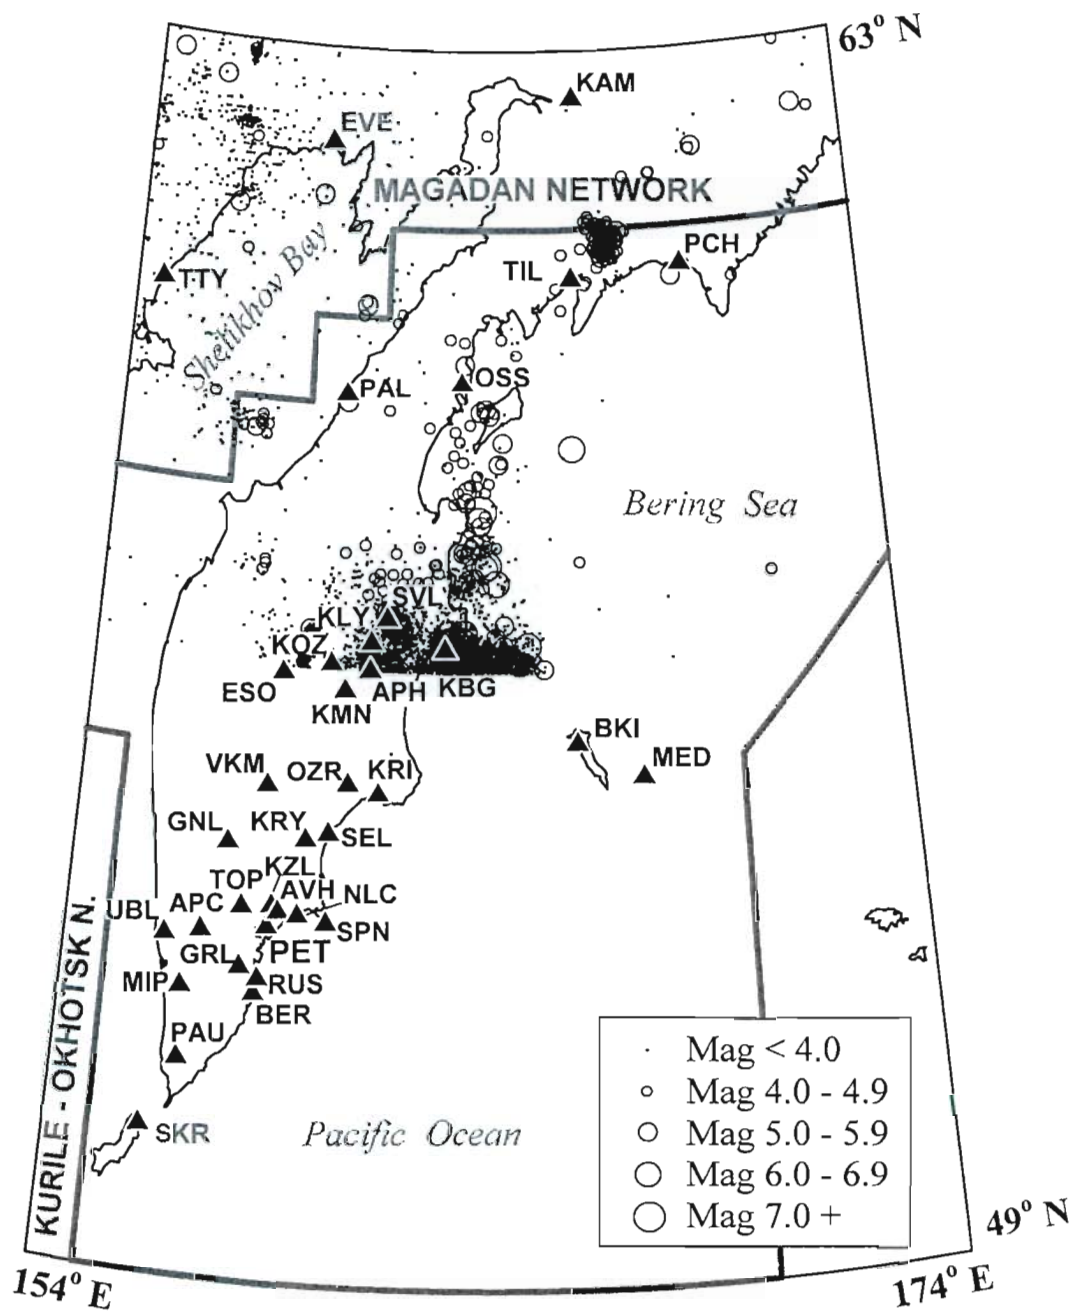 63° N
KAM
EVE
MAGADAN NETWORK
PCH
TIL
TTY
Shelikhov Bay
PAL
OSS
Bering Sea
SVL
KLY
KOZ
ESO
APH
KBG
KMN
BKI
MED
VKM
OZR
KRI
GNL
KRY
SEL
KZL
TOP
AVH
NLC
UBL
APC
SPN
GRL
PET
MIP
RUS
BER
PAU
SKR
Pacific Ocean
KURILE - OKHOTSK N.
Mag < 4.0
Mag 4.0 - 4.9
Mag 5.0 - 5.9
Mag 6.0 - 6.9
Mag 7.0 +
49° N
154° E
174° E